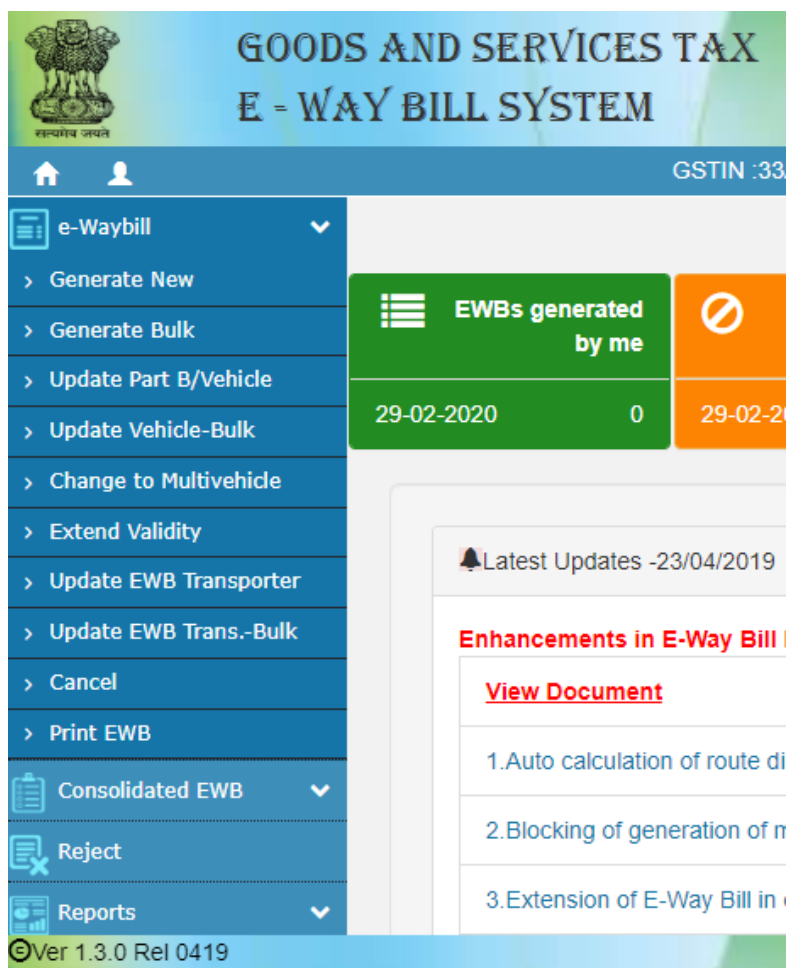 सत्यमेव जयते
GOODS AND SERVICES TAX
E - WAY BILL SYSTEM
GSTIN :33
e-Waybill
Generate New
Generate Bulk
Update Part B/Vehicle
Update Vehicle-Bulk
Change to Multivehicle
Extend Validity
Update EWB Transporter
Update EWB Trans.-Bulk
Cancel
Print EWB
Consolidated EWB
Reject
Reports
©Ver 1.3.0 Rel 0419
EWBs generated
by me
29-02-2020 0
29-02-2
Latest Updates -23/04/2019
Enhancements in E-Way Bill
View Document
1.Auto calculation of route di
2.Blocking of generation of
3.Extension of E-Way Bill in